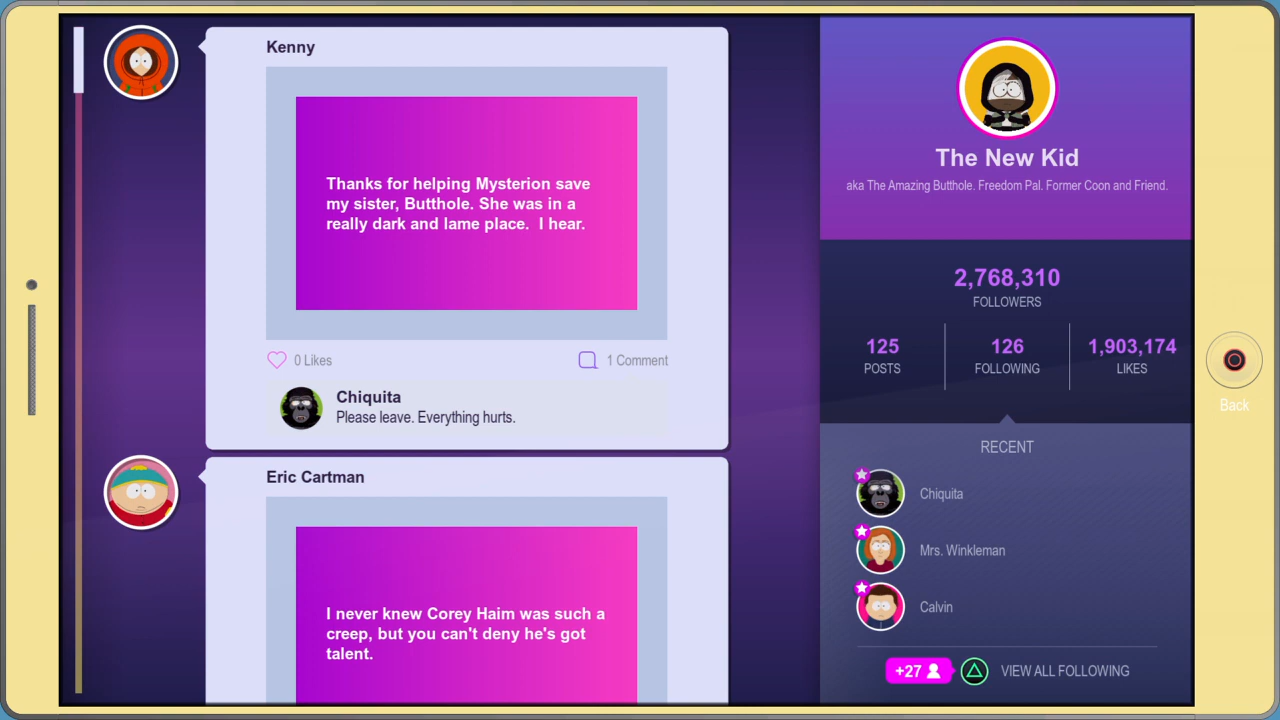 Kenny
Thanks for helping Mysterion save
my sister, Butthole. She was in a
really dark and lame place.  I hear.
0 Likes
1 Comment
Chiquita
Please leave. Everything hurts.
Eric Cartman
I never knew Corey Haim was such a
creep, but you can't deny he's got
talent.
The New Kid
aka The Amazing Butthole. Freedom Pal. Former Coon and Friend.
2,768,310
FOLLOWERS
125
POSTS
126
FOLLOWING
1,903,174
LIKES
RECENT
Chiquita
Mrs. Winkleman
Calvin
+27
VIEW ALL FOLLOWING
Back